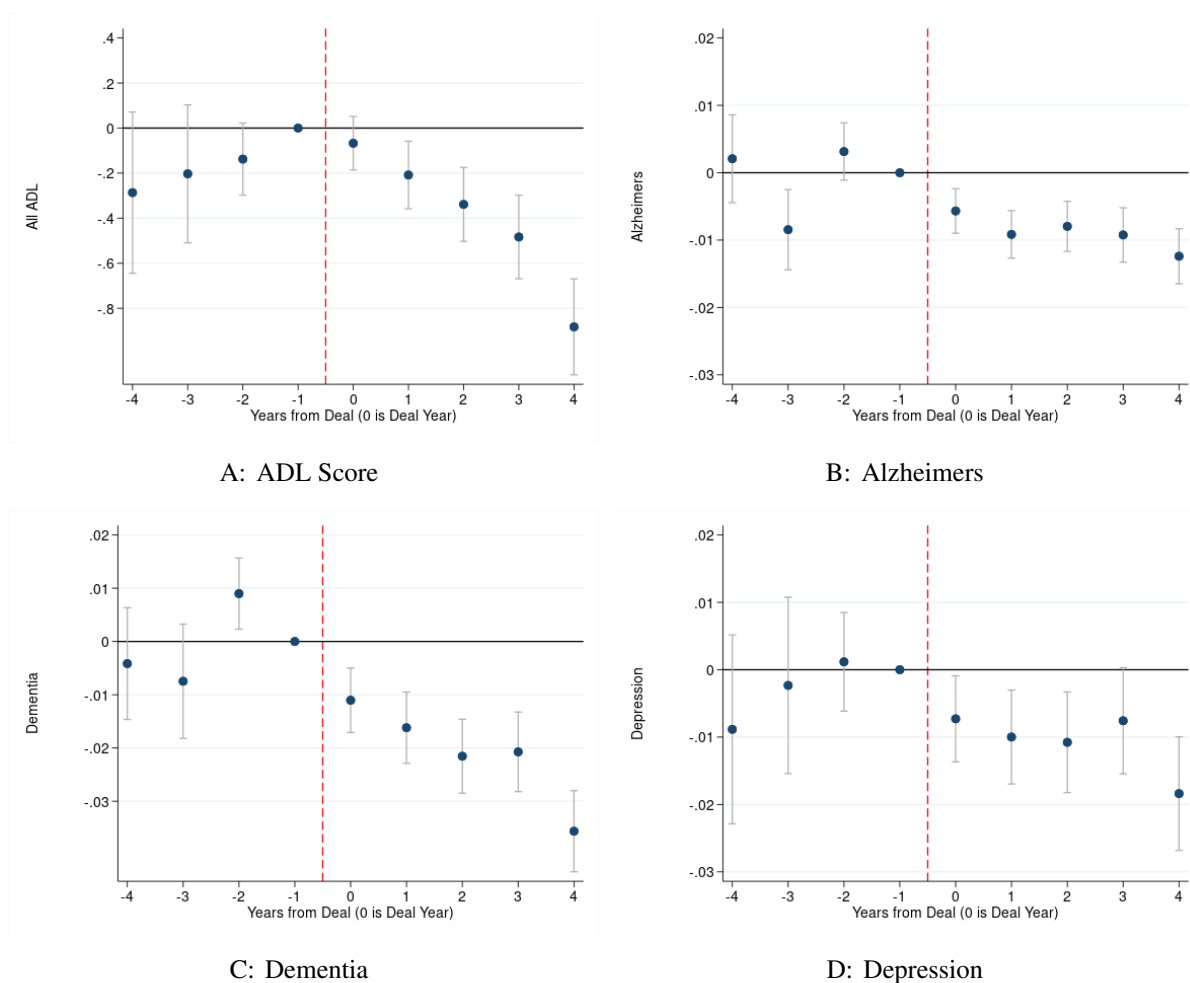 .4
.2
0
-.2
-.4
-.6
-.8
All ADL
-4 -3 -2 -1 0 1 2 3 4
Years from Deal (0 is Deal Year)
A: ADL Score
.02
.01
0
-.01
-.02
-.03
Alzheimers
-4 -3 -2 -1 0 1 2 3 4
Years from Deal (0 is Deal Year)
B: Alzheimers
.02
.01
0
-.01
-.02
-.03
Dementia
-4 -3 -2 -1 0 1 2 3 4
Years from Deal (0 is Deal Year)
C: Dementia
.02
.01
0
-.01
-.02
-.03
Depression
-4 -3 -2 -1 0 1 2 3 4
Years from Deal (0 is Deal Year)
D: Depression